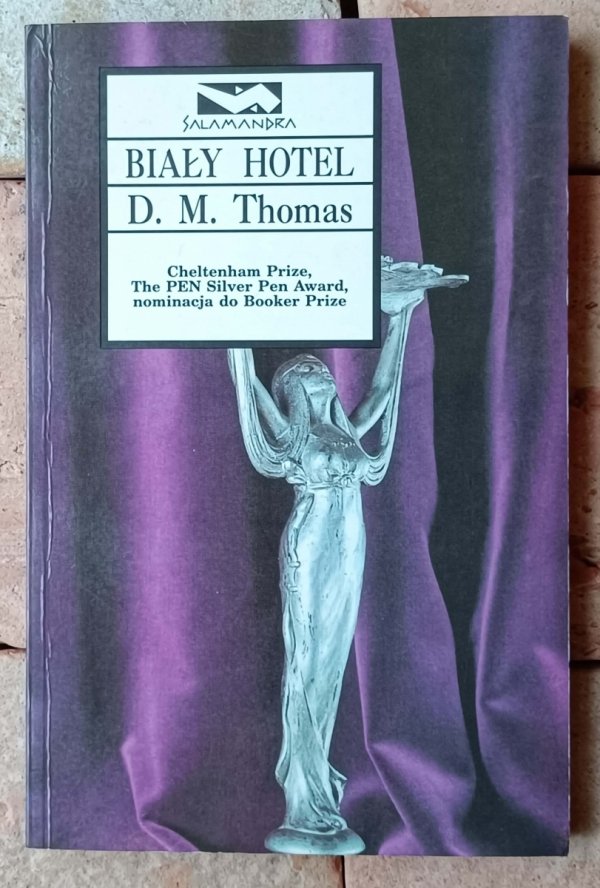 SALAMANDRA
BIAŁY HOTEL
D. M. Thomas
Cheltenham Prize,
The PEN Silver Pen Award,
nominacja do Booker Prize